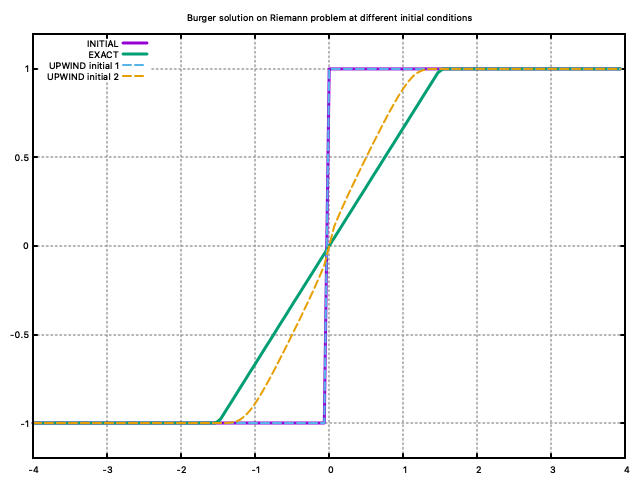 Burger solution on Riemann problem at different initial conditions
INITIAL
EXACT
UPWIND initial 1
UPWIND initial 2
1
0.5
0
-0.5
-1
-4 -3 -2 -1 0 1 2 3 4